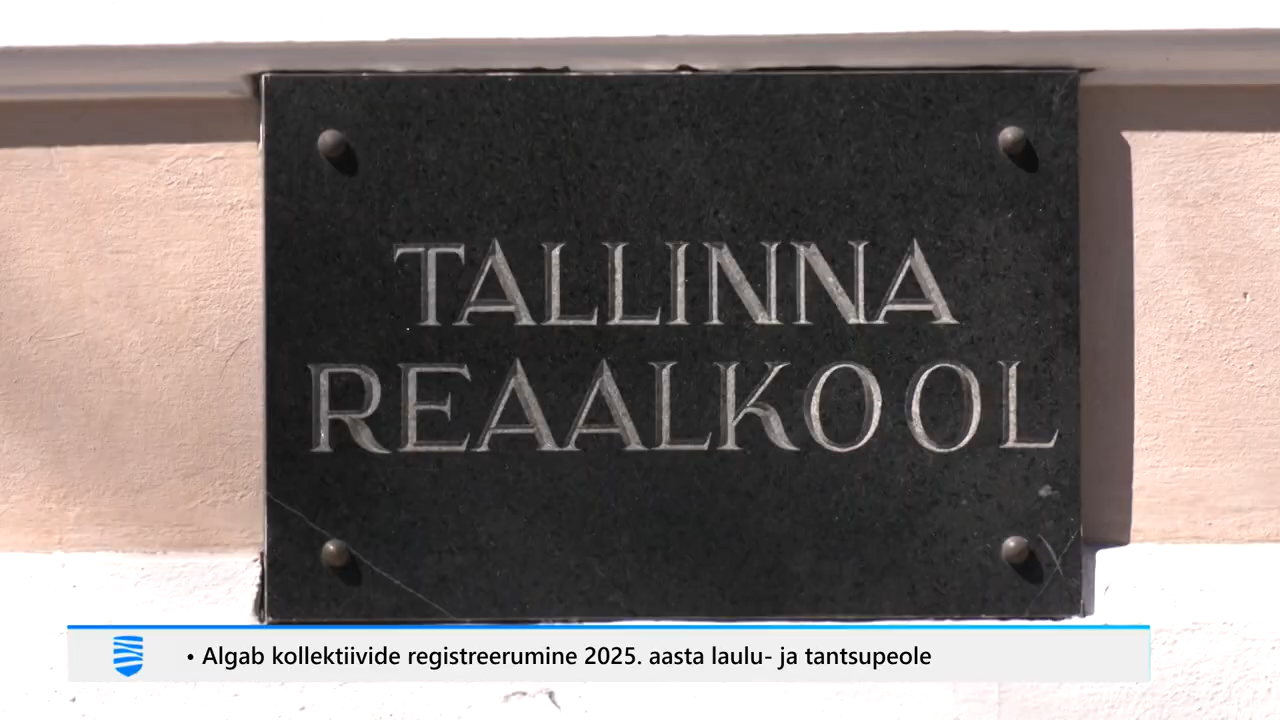 TALLINNA
REAALKOOL
• Algab kollektiivide registreerumine 2025. aasta laulu- ja tantsupeole